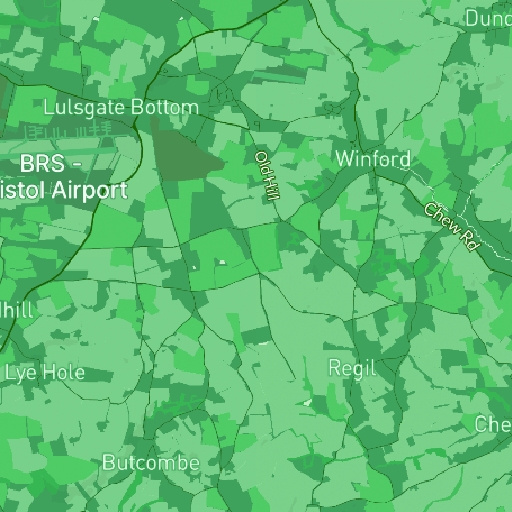 Dund
Lulsgate Bottom
BRS -
istol Airport
Old Hill
Winford
Chew Rd
lhill
Lye Hole
Regil
Che
Butcombe